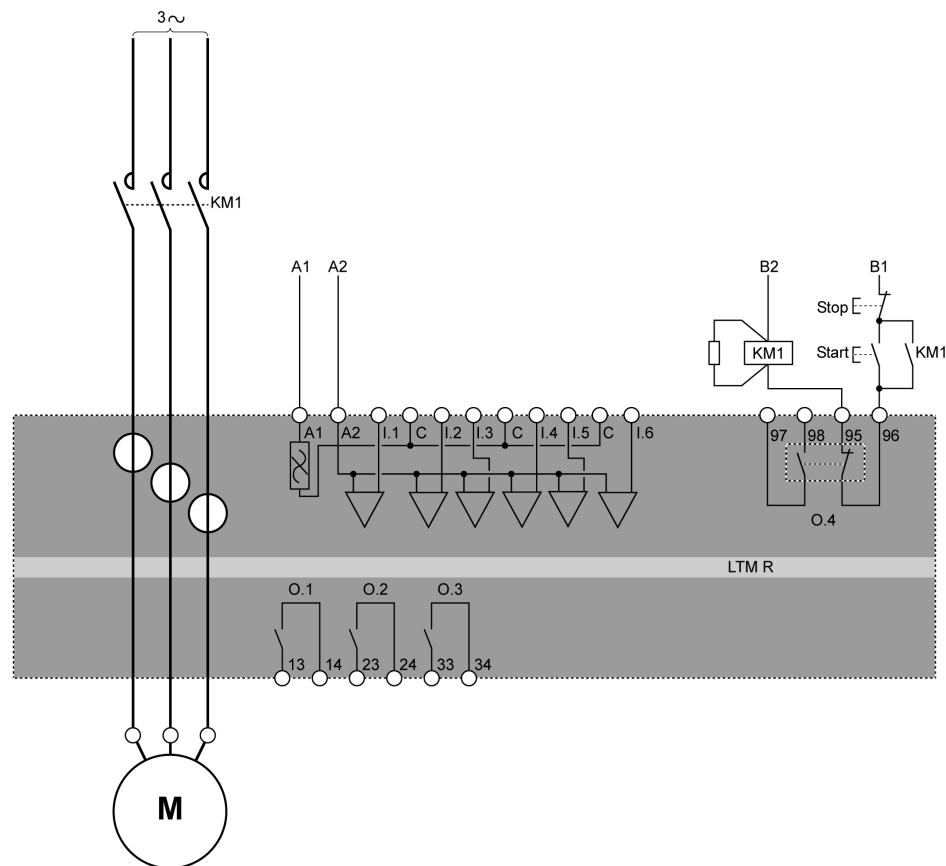 3∿
KM1
A1 A2 B2 B1
Stop
KM1 Start KM1
A1 A2 I.1 C I.2 I.3 C I.4 I.5 C I.6 97 98 95 96
O.4
LTM R
O.1 O.2 O.3
13 14 23 24 33 34
M